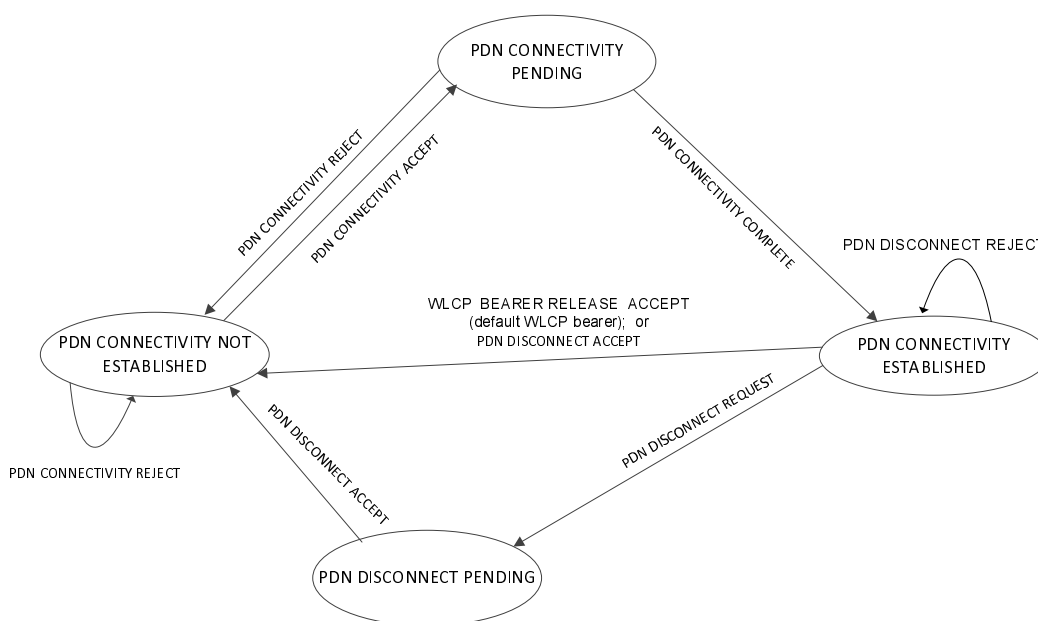 PDN CONNECTIVITY
PENDING
PDN CONNECTIVITY REJECT
PDN CONNECTIVITY ACCEPT
PDN CONNECTIVITY COMPLETE
PDN DISCONNECT REJECT
WLCP BEARER RELEASE ACCEPT
(default WLCP bearer); or
PDN DISCONNECT ACCEPT
PDN CONNECTIVITY NOT
ESTABLISHED
PDN CONNECTIVITY
ESTABLISHED
PDN DISCONNECT REQUEST
PDN DISCONNECT ACCEPT
PDN CONNECTIVITY REJECT
PDN DISCONNECT PENDING